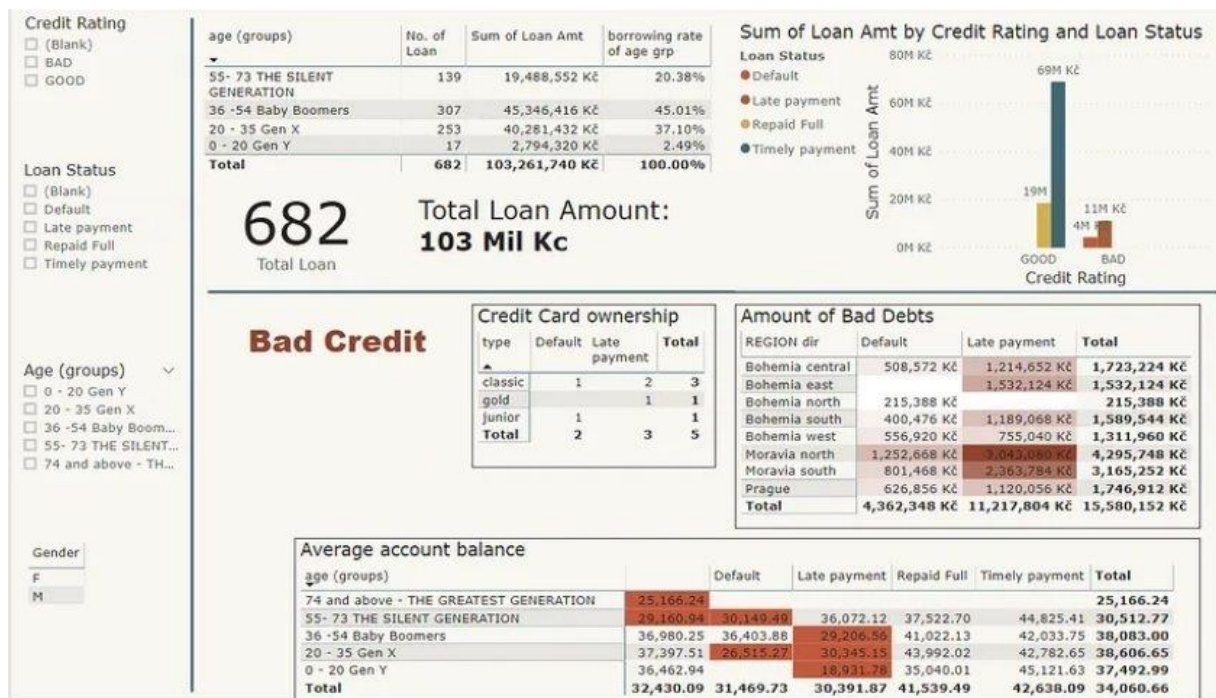 Credit Rating
(Blank)
BAD
GOOD
Loan Status
(Blank)
Default
Late payment
Repaid Full
Timely payment
Age (groups)
0 - 20 Gen Y
20 - 35 Gen X
36 -54 Baby Boom...
55- 73 THE SILENT...
74 and above - TH...
Gender
F
M
age (groups) No. of Loan Sum of Loan Amt borrowing rate of age grp
55- 73 THE SILENT GENERATION 139 19,488,552 Kč 20.38%
36 -54 Baby Boomers 307 45,346,416 Kč 45.01%
20 - 35 Gen X 253 40,281,432 Kč 37.10%
0 - 20 Gen Y 17 2,794,320 Kč 2.49%
Total 682 103,261,740 Kč 100.00%
682
Total Loan
Total Loan Amount:
103 Mil Kc
Sum of Loan Amt by Credit Rating and Loan Status
Loan Status
Default
Late payment
Repaid Full
Timely payment
Sum of Loan Amt
80M Kč
60M Kč
40M Kč
20M Kč
0M Kč
69M Kč
19M
4M
11M Kč
GOOD BAD
Credit Rating
Bad Credit
Credit Card ownership
type Default Late payment Total
classic 1 2 3
gold 1 1
junior 1 1
Total 2 3 5
Amount of Bad Debts
REGION dir Default Late payment Total
Bohemia central 508,572 Kč 1,214,652 Kč 1,723,224 Kč
Bohemia east 1,532,124 Kč 1,532,124 Kč
Bohemia north 215,388 Kč 215,388 Kč
Bohemia south 400,476 Kč 1,189,068 Kč 1,589,544 Kč
Bohemia west 556,920 Kč 755,040 Kč 1,311,960 Kč
Moravia north 1,252,668 Kč 3,043,080 Kč 4,295,748 Kč
Moravia south 801,468 Kč 2,363,784 Kč 3,165,252 Kč
Prague 626,856 Kč 1,120,056 Kč 1,746,912 Kč
Total 4,362,348 Kč 11,217,804 Kč 15,580,152 Kč
Average account balance
age (groups) Default Late payment Repaid Full Timely payment Total
74 and above - THE GREATEST GENERATION 25,166.24 25,166.24
55- 73 THE SILENT GENERATION 29,160.94 30,149.49 36,072.12 37,522.70 44,825.41 30,512.77
36 -54 Baby Boomers 36,980.25 36,403.88 29,206.56 41,022.13 42,033.75 38,083.00
20 - 35 Gen X 37,397.51 26,515.27 30,345.15 43,992.02 42,782.65 38,606.65
0 - 20 Gen Y 36,462.94 18,931.78 35,040.01 45,121.63 37,492.99
Total 32,430.09 31,469.73 30,391.87 41,539.49 42,638.09 34,060.66